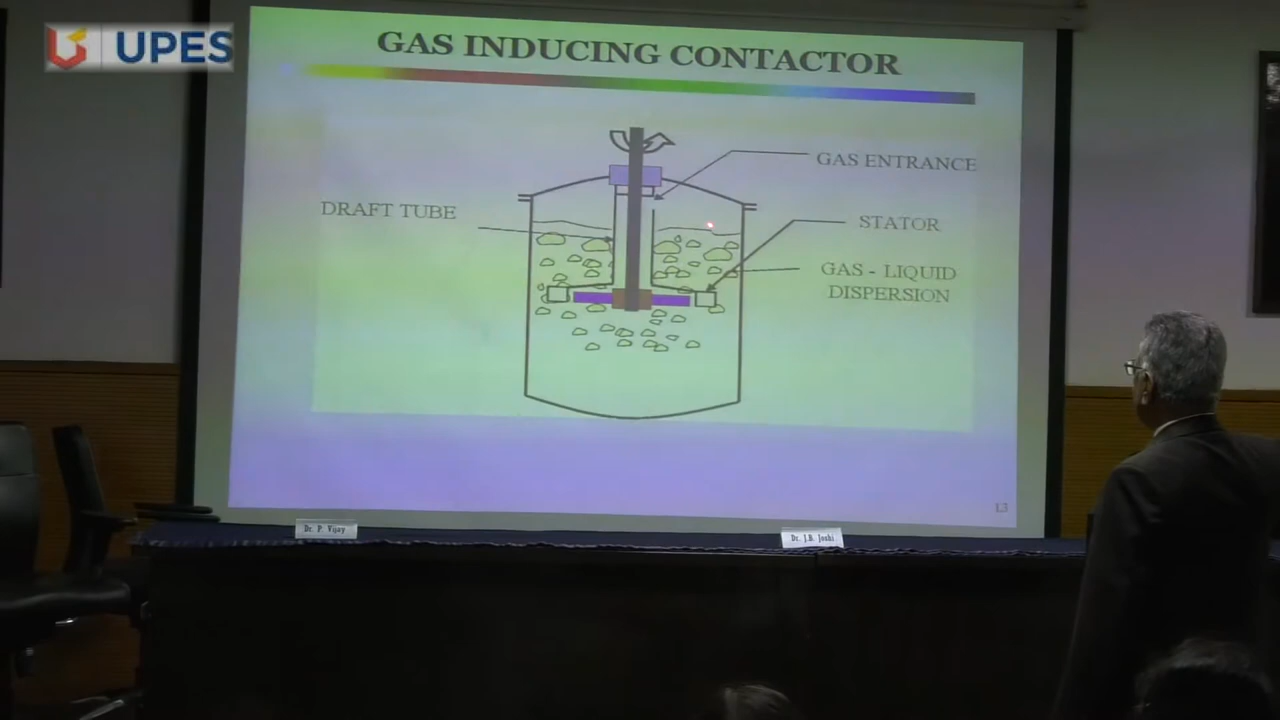 UPES
GAS INDUCING CONTACTOR
GAS ENTRANCE
DRAFT TUBE
STATOR
GAS - LIQUID
DISPERSION
13
Dr. P. Vijay
Dr. J.B. Joshi